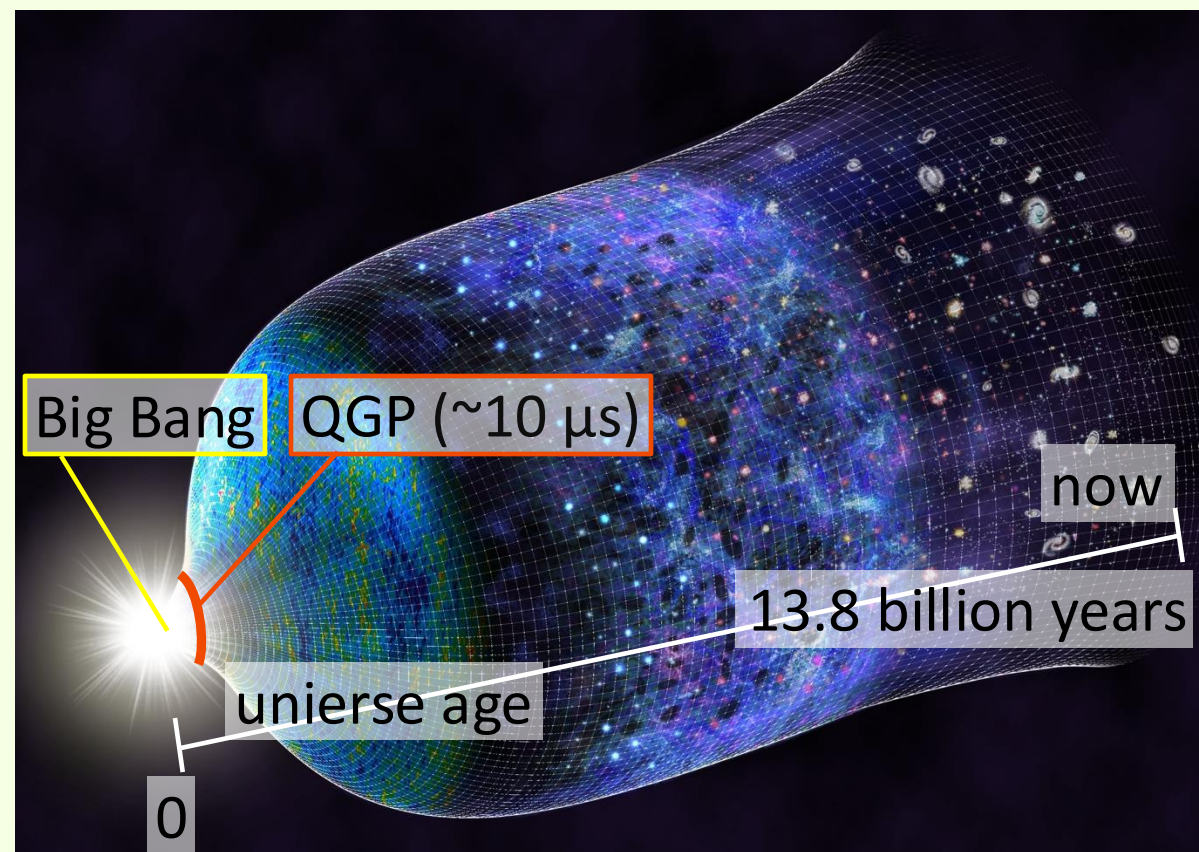 Big Bang
QGP (~10 µs)
now
13.8 billion years
unierse age
0